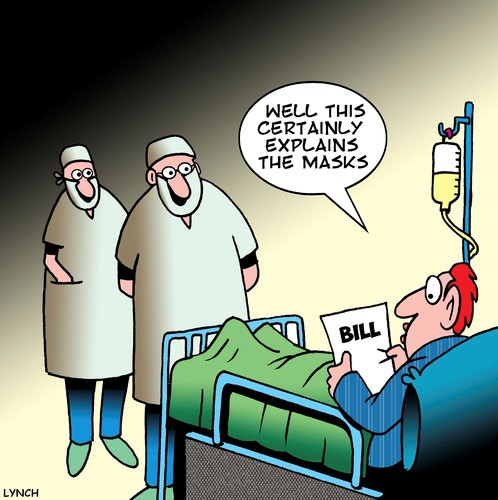 WELL THIS
CERTAINLY
EXPLAINS
THE MASKS
BILL
LYNCH